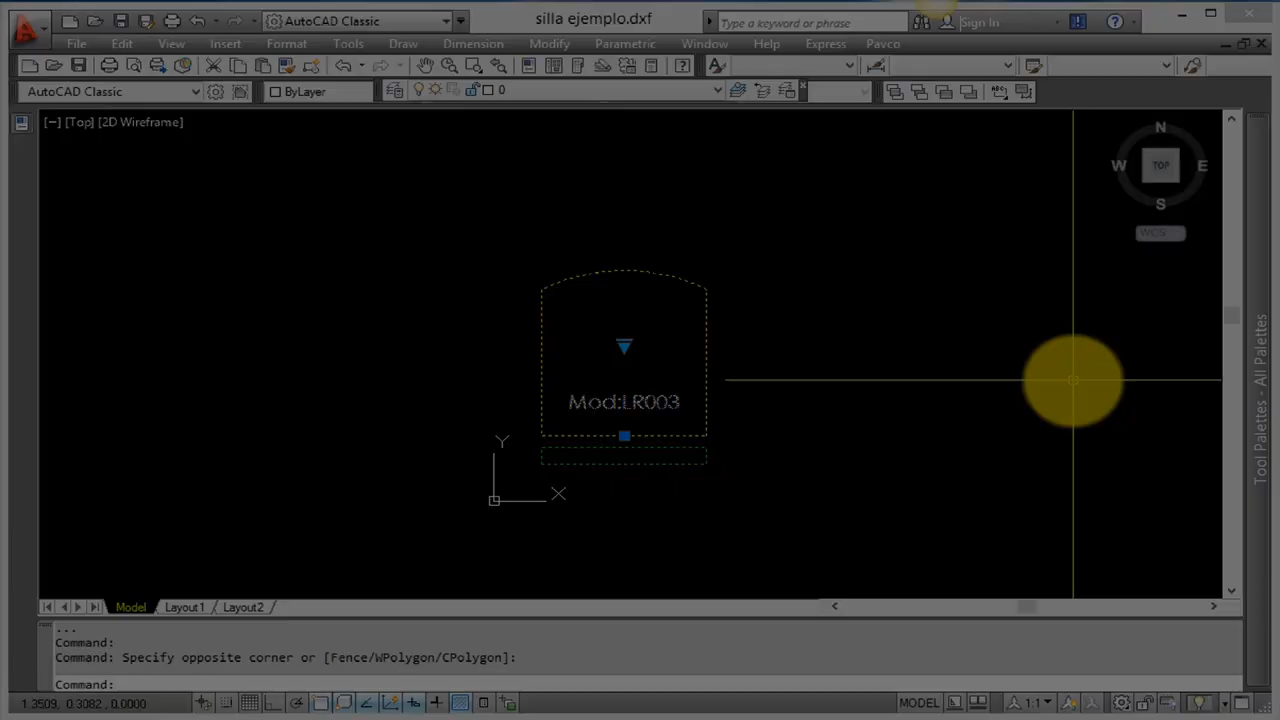 AutoCAD Classic silla ejemplo.dxf Type a keyword or phrase Sign In
File Edit View Insert Format Tools Draw Dimension Modify Parametric Window Help Express Pavco
AutoCAD Classic ByLayer 0
[−] [Top] [2D Wireframe]
N
W TOP E
S
WCS
Mod:LR003
Y
X
Tool Palettes - All Palettes
Model Layout1 Layout2
...
Command:
Command: Specify opposite corner or [Fence/WPolygon/CPolygon]:
Command:
1.3509, 0.3082, 0.0000 MODEL 1:1